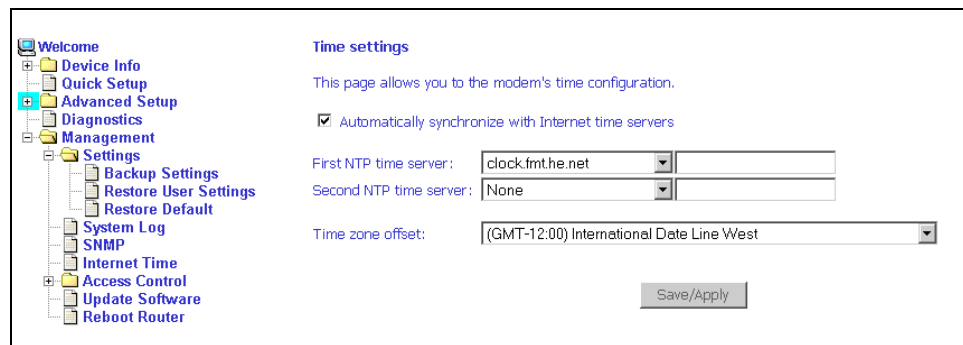 Welcome
Device Info
Quick Setup
Advanced Setup
Diagnostics
Management
Settings
Backup Settings
Restore User Settings
Restore Default
System Log
SNMP
Internet Time
Access Control
Update Software
Reboot Router
Time settings
This page allows you to the modem's time configuration.
Automatically synchronize with Internet time servers
First NTP time server: clock.fmt.he.net
Second NTP time server: None
Time zone offset: (GMT-12:00) International Date Line West
Save/Apply